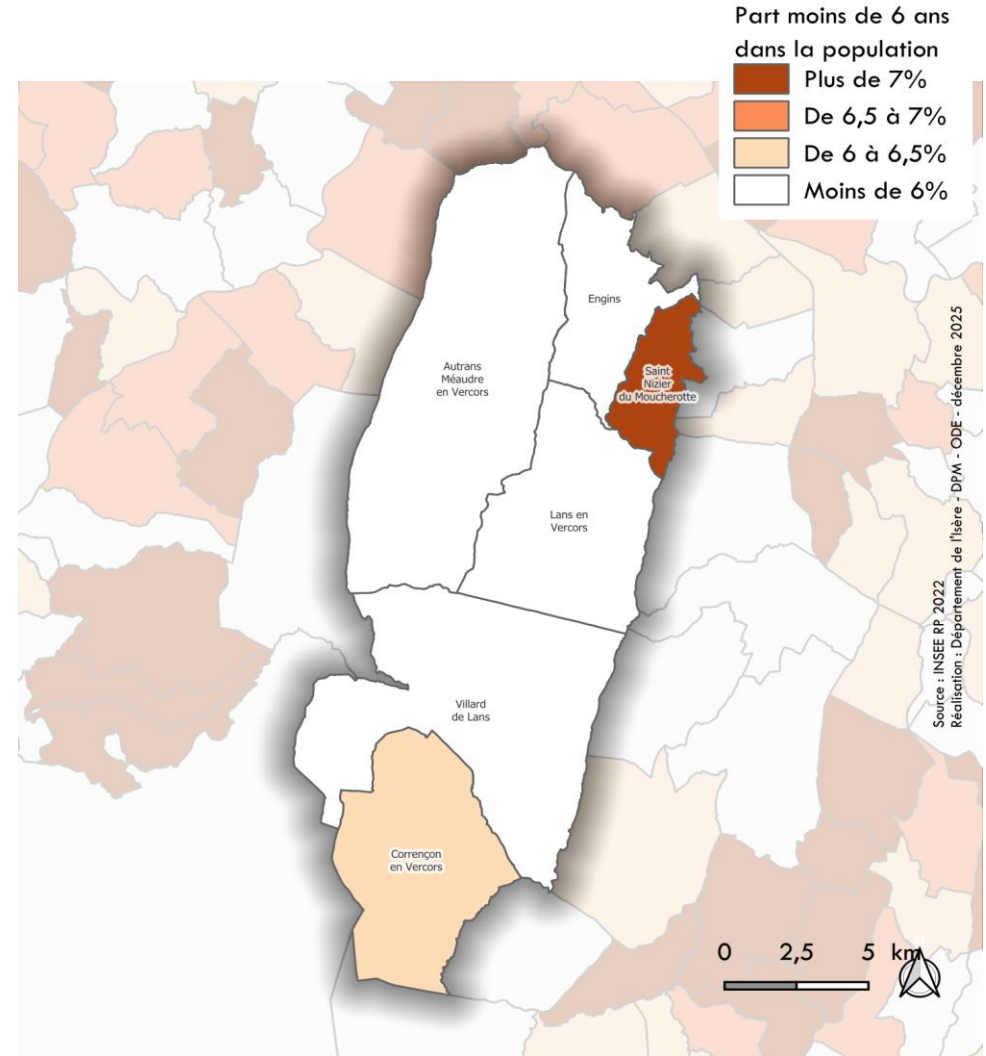 Part moins de 6 ans
dans la population
Plus de 7%
De 6,5 à 7%
De 6 à 6,5%
Moins de 6%
Engins
Autrans
Méaudre
en Vercors
Saint
Nizier
du Moucherotte
Lans en
Vercors
Villard
de Lans
Corrençon
en Vercors
0 2,5 5 km
Source : INSEE RP 2022
Réalisation : Département de l'Isère - DPM - ODE - décembre 2025